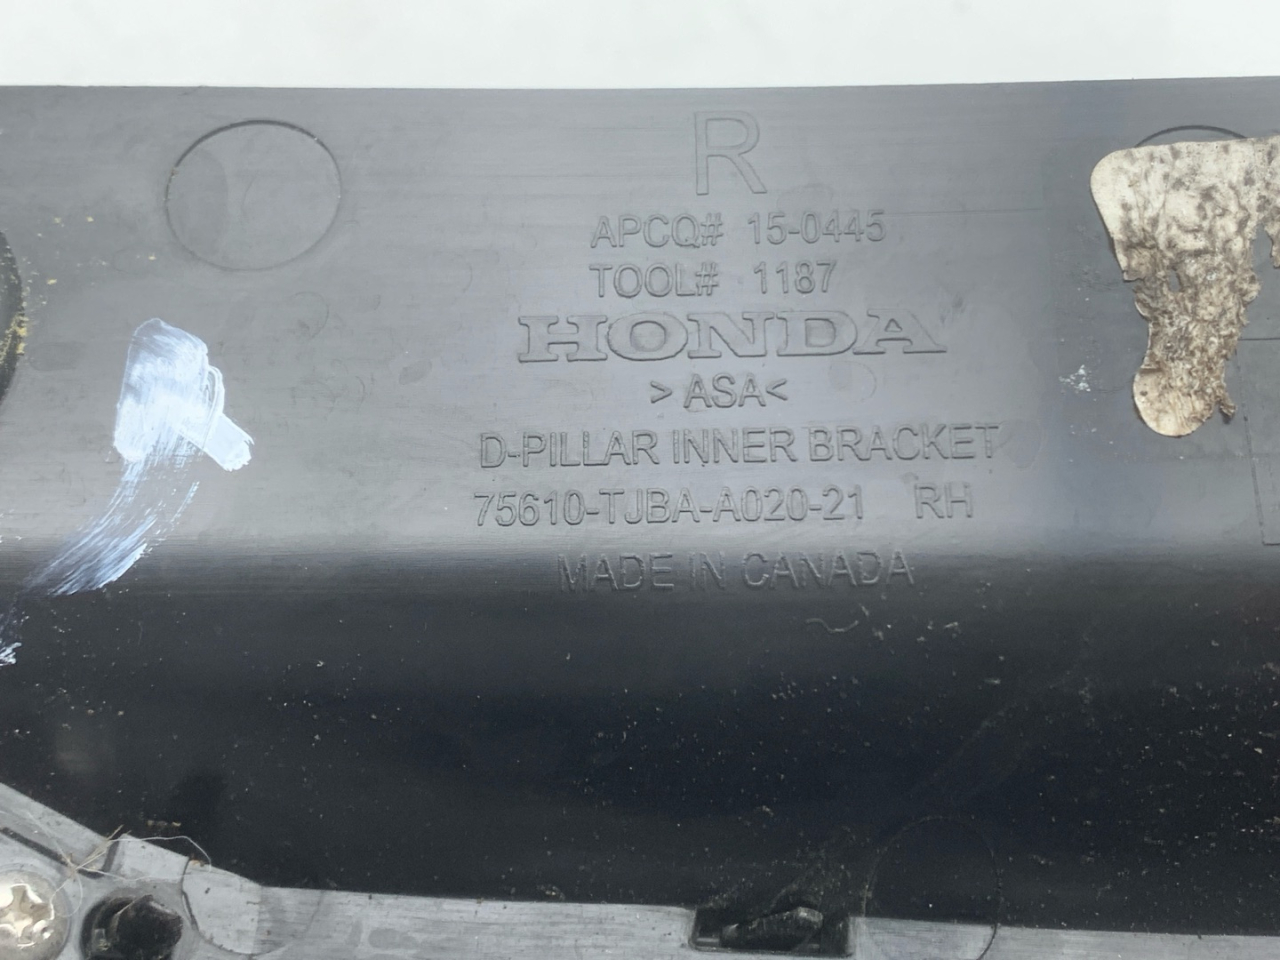 R
APCQ# 15-0445
TOOL# 1187
HONDA
>ASA<
D-PILLAR INNER BRACKET
75610-TJBA-A020-21 RH
MADE IN CANADA